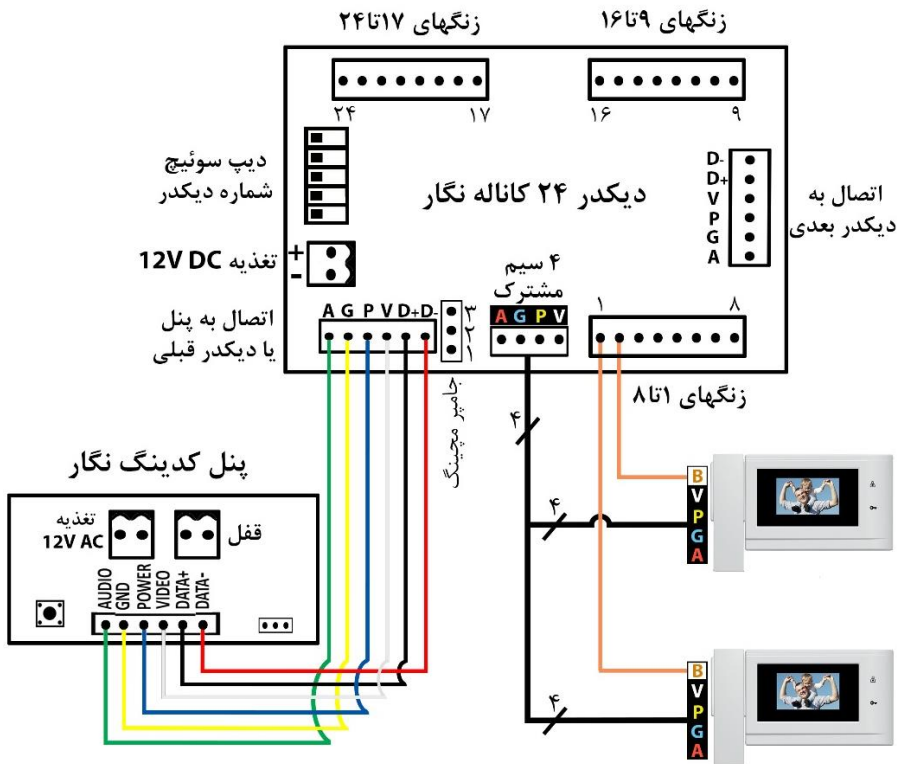 زنگهای ۱۷تا۲۴
زنگهای ۹تا۱۶
۲۴
۱۷
۱۶
۹
دیپ سوئیچ
شماره دیکدر
دیکدر ۲۴ کاناله نگار
D-
D+
V
P
G
A
اتصال به
دیکدر بعدی
+
-
تغذیه 12V DC
۴ سیم
مشترک
A G P V
اتصال به پنل
یا دیکدر قبلی
A G P V D+ D-
۳
۲
۱
جامپر مچینگ
۱
۸
زنگهای ۱تا۸
۴
پنل کدینگ نگار
تغذیه
12V AC
قفل
AUDIO
GND
POWER
VIDEO
DATA+
DATA-
۴
B
V
P
G
A
۴
B
V
P
G
A